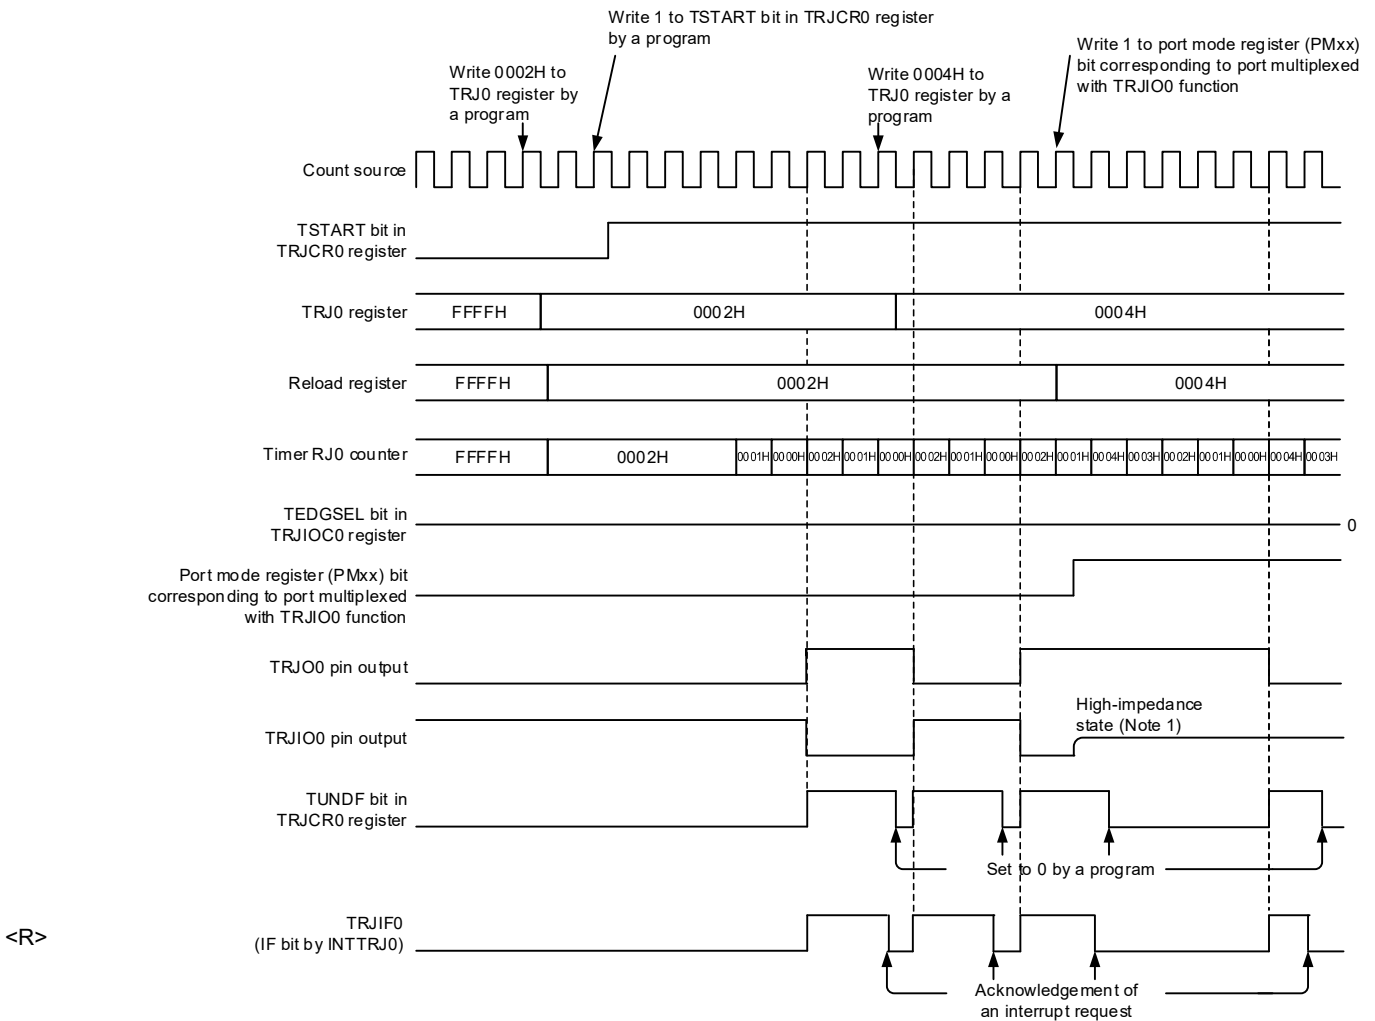 Write 1 to TSTART bit in TRJCR0 register
by a program
Write 1 to port mode register (PMxx)
bit corresponding to port multiplexed
with TRJIO0 function
Write 0002H to
TRJ0 register by
a program
Write 0004H to
TRJ0 register by a
program
Count source
TSTART bit in
TRJCR0 register
TRJ0 register
FFFFH
0002H
0004H
Reload register
FFFFH
0002H
0004H
Timer RJ0 counter
FFFFH
0002H
0001H
0000H
0002H
0001H
0000H
0002H
0001H
0000H
0002H
0001H
0004H
0003H
0002H
0001H
0000H
0004H
0003H
TEDGSEL bit in
TRJIOC0 register
0
Port mode register (PMxx) bit
corresponding to port multiplexed
with TRJIO0 function
TRJO0 pin output
High-impedance
state (Note 1)
TRJIO0 pin output
TUNDF bit in
TRJCR0 register
Set to 0 by a program
<R>
TRJIF0
(IF bit by INTTRJ0)
Acknowledgement of
an interrupt request